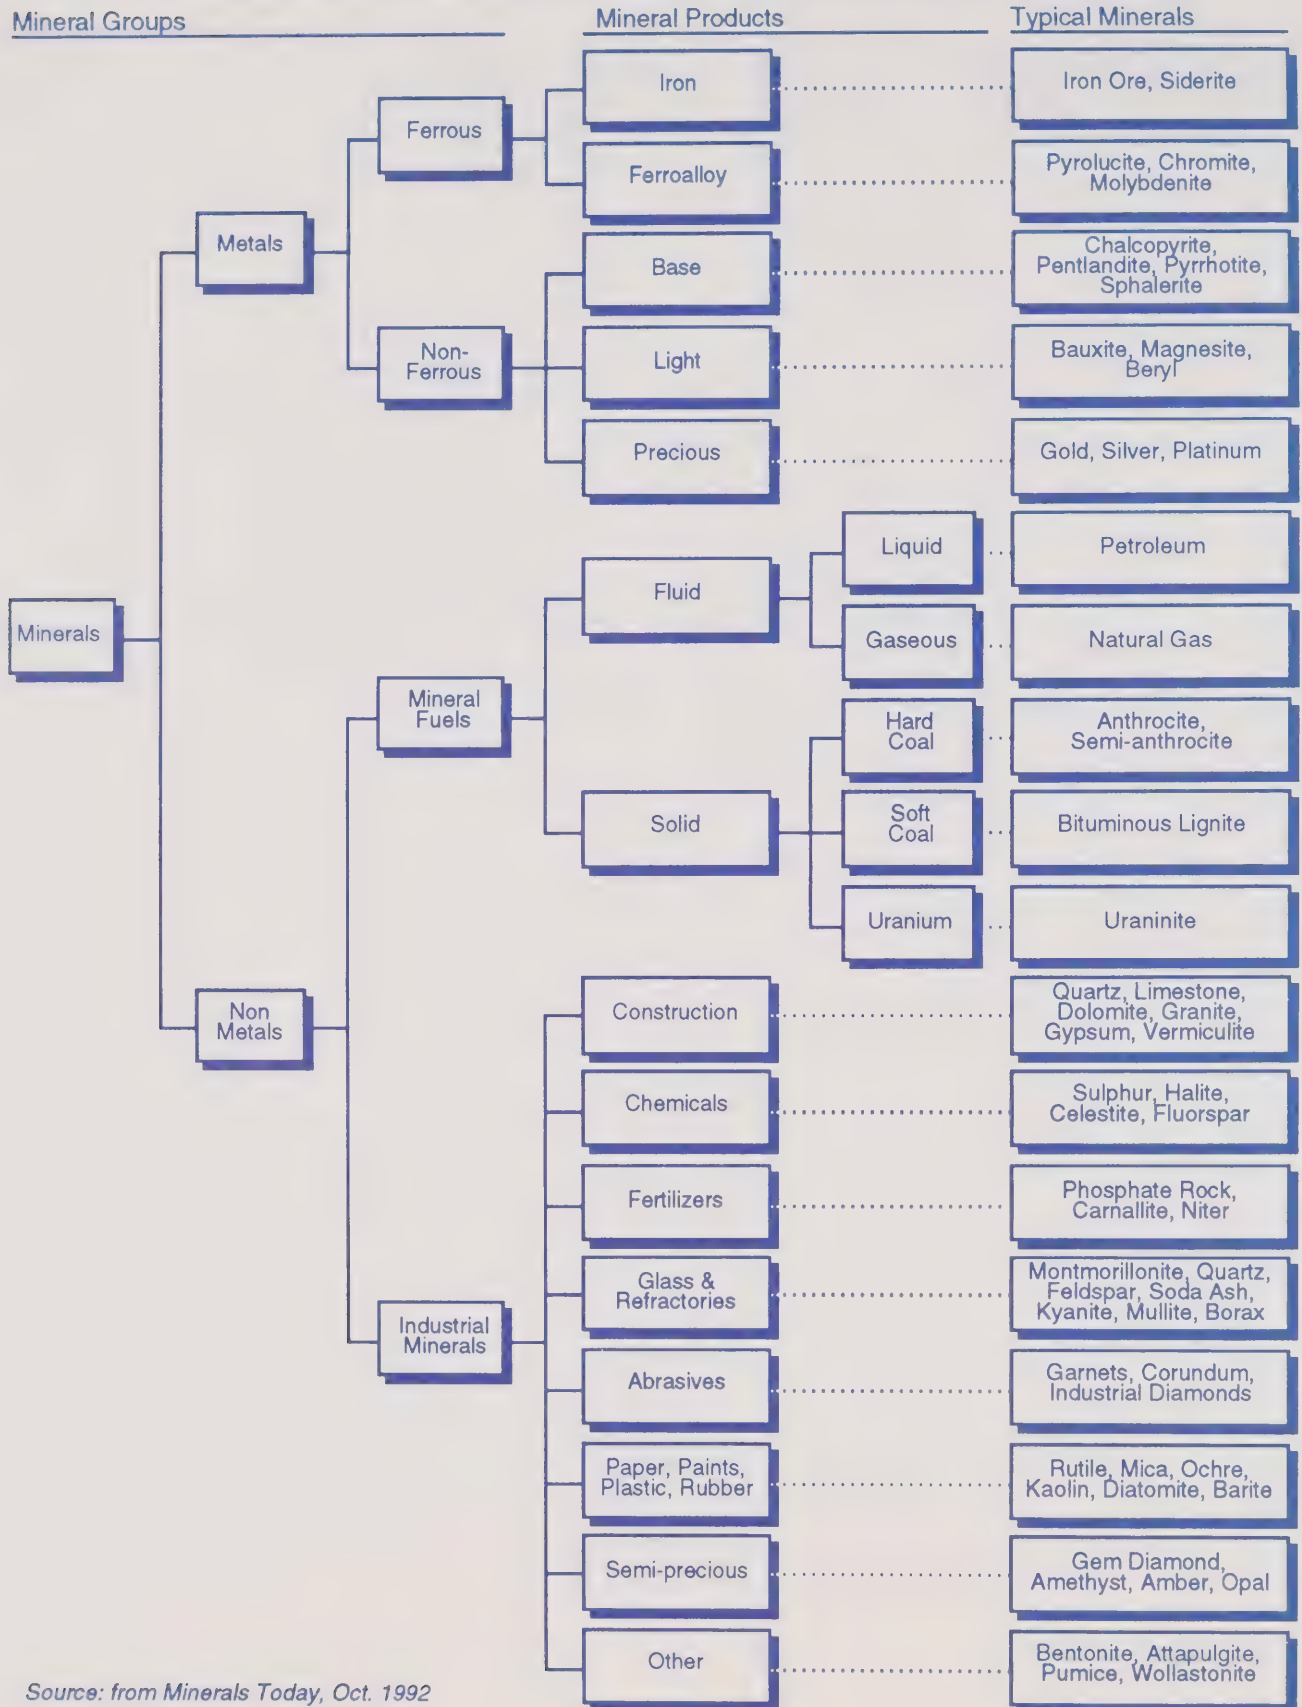 Mineral Groups
Mineral Products
Typical Minerals
Minerals
Metals
Ferrous
Iron
Iron Ore, Siderite
Ferroalloy
Pyrolucite, Chromite,
Molybdenite
Non-
Ferrous
Base
Chalcopyrite,
Pentlandite, Pyrrhotite,
Sphalerite
Light
Bauxite, Magnesite,
Beryl
Precious
Gold, Silver, Platinum
Non
Metals
Mineral
Fuels
Fluid
Liquid
Petroleum
Gaseous
Natural Gas
Solid
Hard
Coal
Anthrocite,
Semi-anthrocite
Soft
Coal
Bituminous Lignite
Uranium
Uraninite
Industrial
Minerals
Construction
Quartz, Limestone,
Dolomite, Granite,
Gypsum, Vermiculite
Chemicals
Sulphur, Halite,
Celestite, Fluorspar
Fertilizers
Phosphate Rock,
Carnallite, Niter
Glass &
Refractories
Montmorillonite, Quartz,
Feldspar, Soda Ash,
Kyanite, Mullite, Borax
Abrasives
Garnets, Corundum,
Industrial Diamonds
Paper, Paints,
Plastic, Rubber
Rutile, Mica, Ochre,
Kaolin, Diatomite, Barite
Semi-precious
Gem Diamond,
Amethyst, Amber, Opal
Other
Bentonite, Attapulgite,
Pumice, Wollastonite
Source: from Minerals Today, Oct. 1992